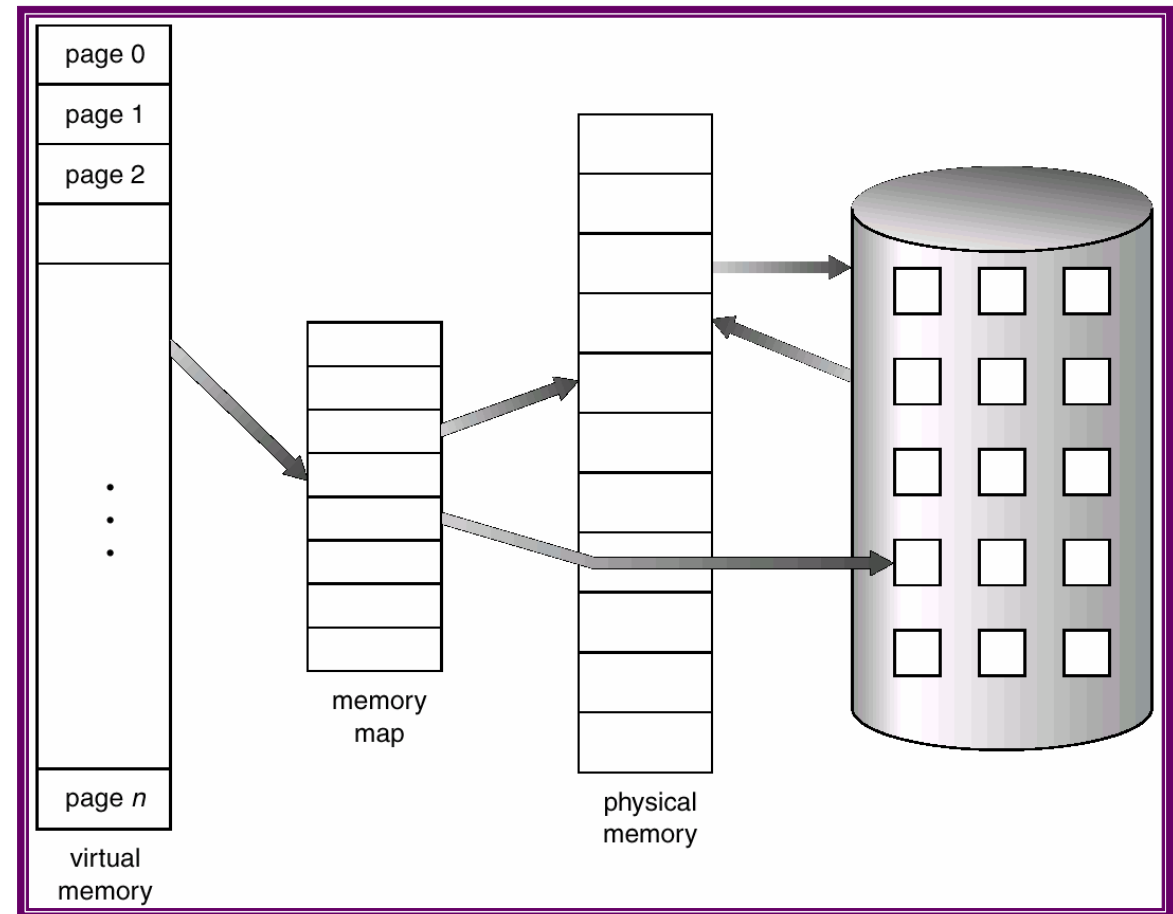 page 0
page 1
page 2
page n
virtual
memory
memory
map
physical
memory